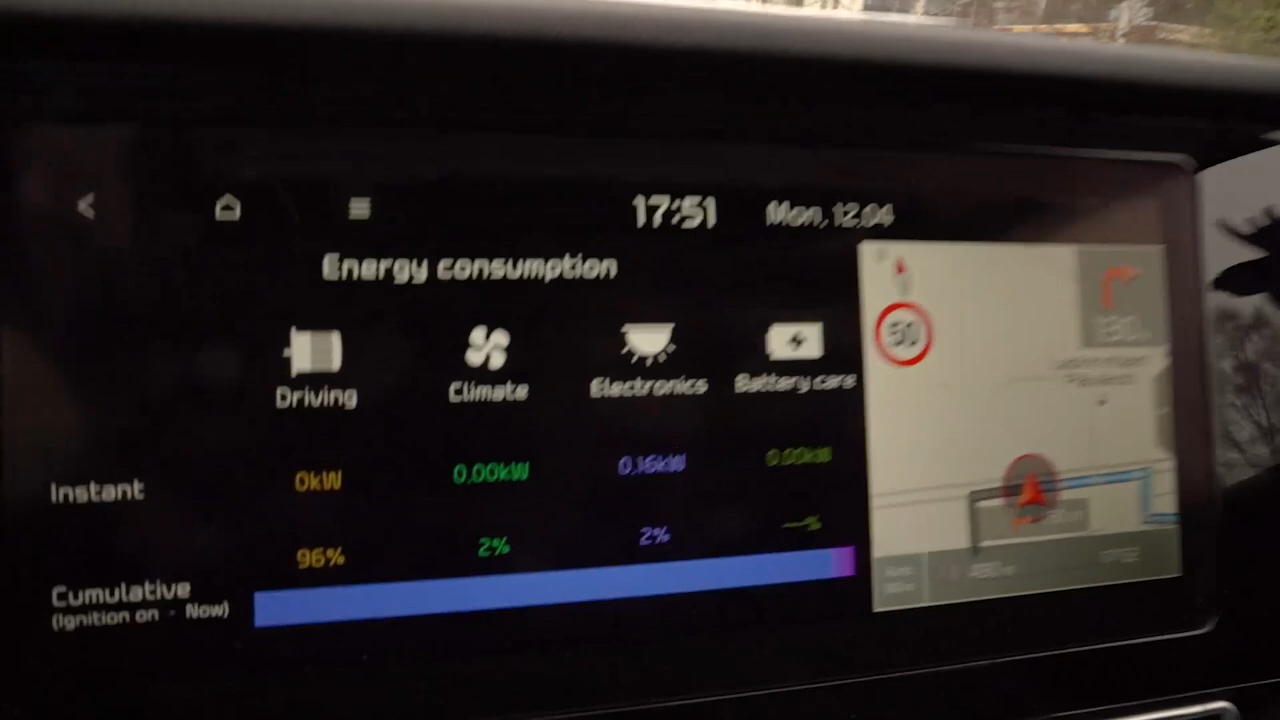 17:51 Mon, 12.04
Energy consumption
50
Driving Climate Electronics Battery care
Instant 0kW 0.00kW 0.16kW 0.00kW
96% 2% 2% --%
Cumulative
(Ignition on - Now)